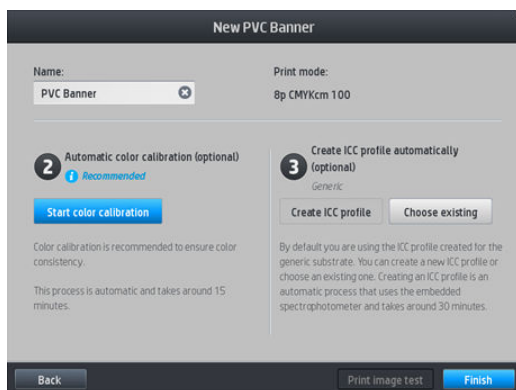 New PVC Banner
Name:
PVC Banner
Print mode:
8p CMYKcm 100
2
Automatic color calibration (optional)
i Recommended
Start color calibration
Color calibration is recommended to ensure color
consistency.
This process is automatic and takes around 15
minutes.
3
Create ICC profile automatically
(optional)
Generic
Create ICC profile
Choose existing
By default you are using the ICC profile created for the
generic substrate. You can create a new ICC profile or
choose an existing one. Creating an ICC profile is an
automatic process that uses the embedded
spectrophotometer and takes around 30 minutes.
Back
Print image test
Finish